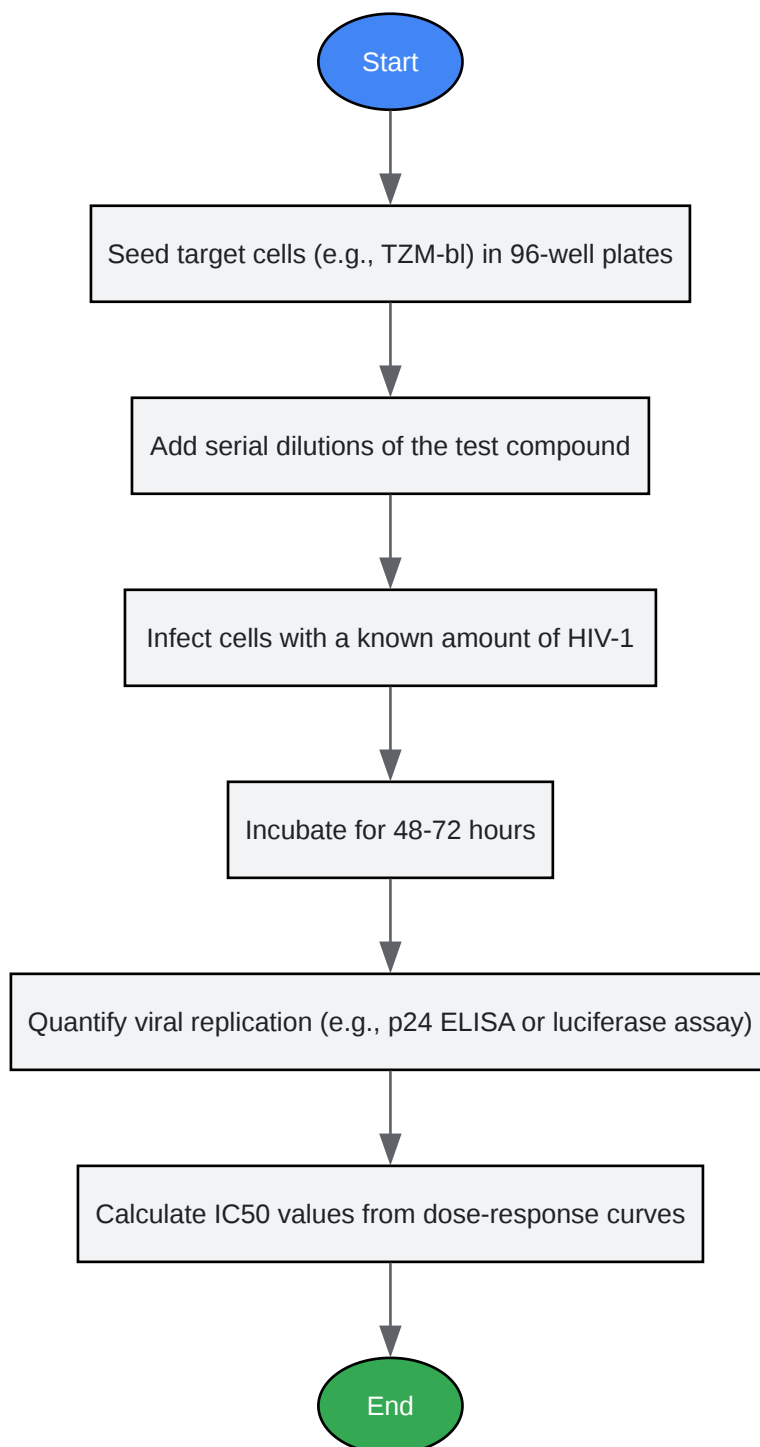 Start
Seed target cells (e.g., TZM-bl) in 96-well plates
Add serial dilutions of the test compound
Infect cells with a known amount of HIV-1
Incubate for 48-72 hours
Quantify viral replication (e.g., p24 ELISA or luciferase assay)
Calculate IC50 values from dose-response curves
End